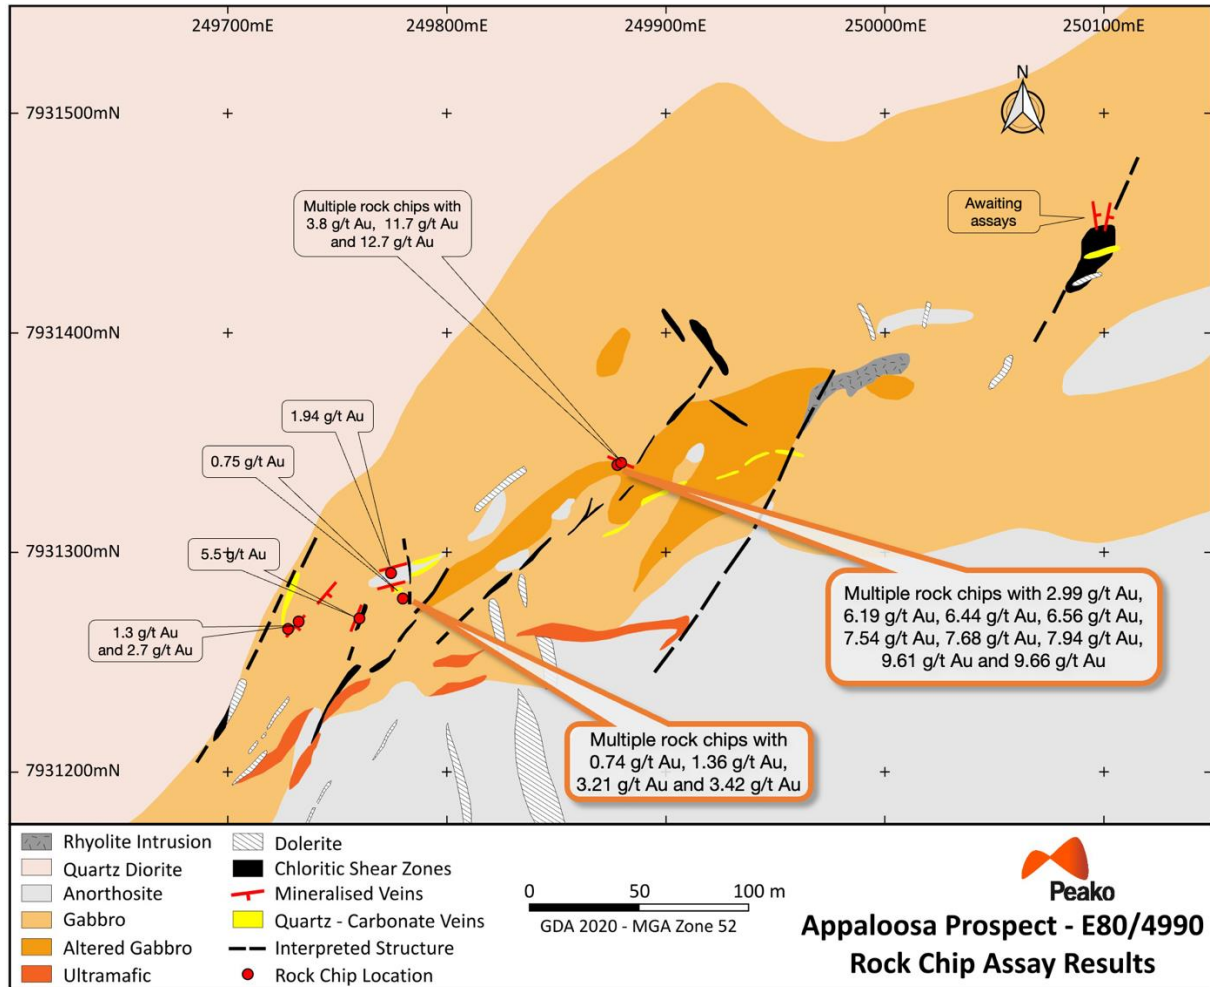 249700mE
249800mE
249900mE
250000mE
250100mE
N
7931500mN
Multiple rock chips with
3.8 g/t Au, 11.7 g/t Au
and 12.7 g/t Au
Awaiting
assays
7931400mN
1.94 g/t Au
0.75 g/t Au
7931300mN
5.5 g/t Au
1.3 g/t Au
and 2.7 g/t Au
Multiple rock chips with 2.99 g/t Au,
6.19 g/t Au, 6.44 g/t Au, 6.56 g/t Au,
7.54 g/t Au, 7.68 g/t Au, 7.94 g/t Au,
9.61 g/t Au and 9.66 g/t Au
Multiple rock chips with
0.74 g/t Au, 1.36 g/t Au,
3.21 g/t Au and 3.42 g/t Au
7931200mN
Rhyolite Intrusion
Quartz Diorite
Anorthosite
Gabbro
Altered Gabbro
Ultramafic
Dolerite
Chloritic Shear Zones
Mineralised Veins
Quartz - Carbonate Veins
Interpreted Structure
Rock Chip Location
0 50 100 m
GDA 2020 - MGA Zone 52
Peako
Appaloosa Prospect - E80/4990
Rock Chip Assay Results